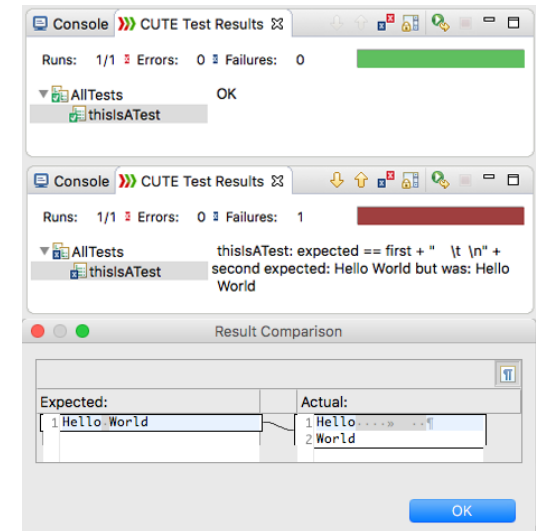 Console CUTE Test Results
Runs: 1/1 Errors: 0 Failures: 0
AllTests OK
thisIsATest
Console CUTE Test Results
Runs: 1/1 Errors: 0 Failures: 1
AllTests thisIsATest: expected == first + "   \t  \n" +
thisIsATest second expected: Hello World but was: Hello
World
Result Comparison
¶
Expected: Actual:
1 Hello·World 1 Hello····»  ··¶
2 World
OK